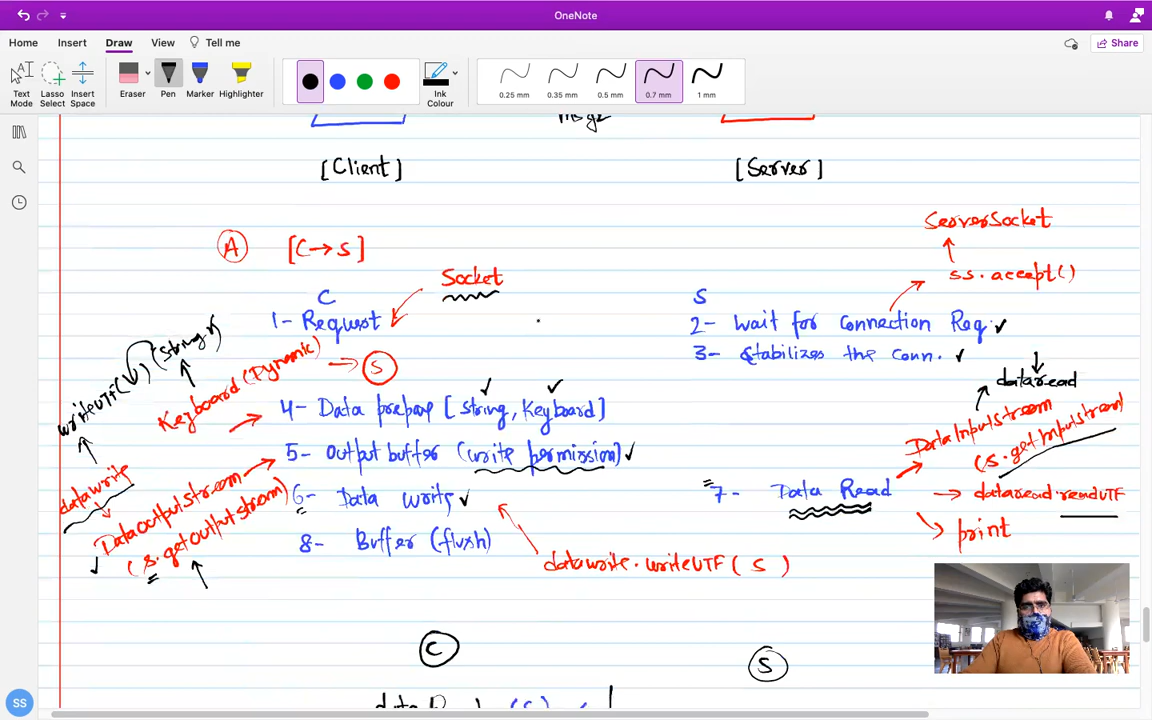 OneNote
Home Insert Draw View Tell me
Share
Text Mode
Lasso Select
Insert Space
Eraser
Pen
Marker
Highlighter
Ink Colour
0.25 mm
0.35 mm
0.5 mm
0.7 mm
1 mm
Msgs
[Client]
[Server]
ServerSocket
A [C→S]
ss.accept()
Socket
C
S
1- Request
2- Wait for Connection Req.
3- Stabilizes the Conn.
writeUTF( ) (string)
Keyboard (Dynamic) → S
4- Data prepare [string, Keyboard]
dataread
DataInputstream
(s.getInputstream)
5- Output buffer (write permission)
datawrite
Dataoutputstream
(s.getoutputstream)
6- Data write
7- Data Read
→ dataread.readUTF
print
8- Buffer (flush)
datawrite.writeUTF( s )
C
S
SS